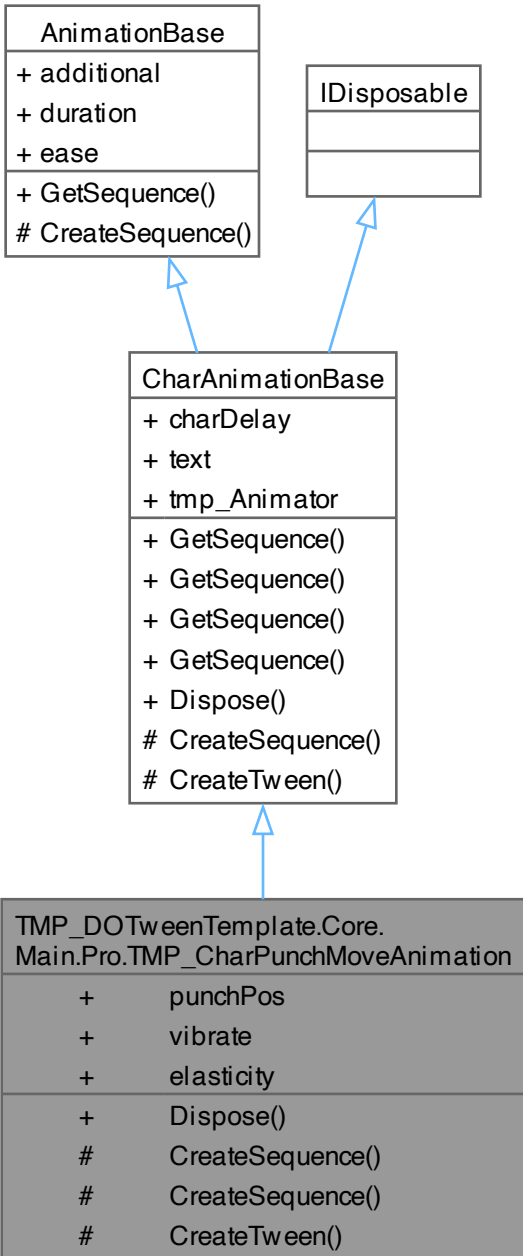 AnimationBase
+ additional
+ duration
+ ease
+ GetSequence()
# CreateSequence()
IDisposable
CharAnimationBase
+ charDelay
+ text
+ tmp_Animator
+ GetSequence()
+ GetSequence()
+ GetSequence()
+ GetSequence()
+ Dispose()
# CreateSequence()
# CreateTween()
TMP_DOTweenTemplate.Core.
Main.Pro.TMP_CharPunchMoveAnimation
+ punchPos
+ vibrate
+ elasticity
+ Dispose()
# CreateSequence()
# CreateSequence()
# CreateTween()